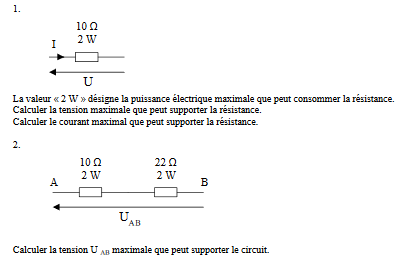 1.
10 Ω
2 W
I
U
La valeur « 2 W » désigne la puissance électrique maximale que peut consommer la résistance.
Calculer la tension maximale que peut supporter la résistance.
Calculer le courant maximal que peut supporter la résistance.
2.
10 Ω 22 Ω
2 W 2 W
A B
U AB
Calculer la tension U AB maximale que peut supporter le circuit.